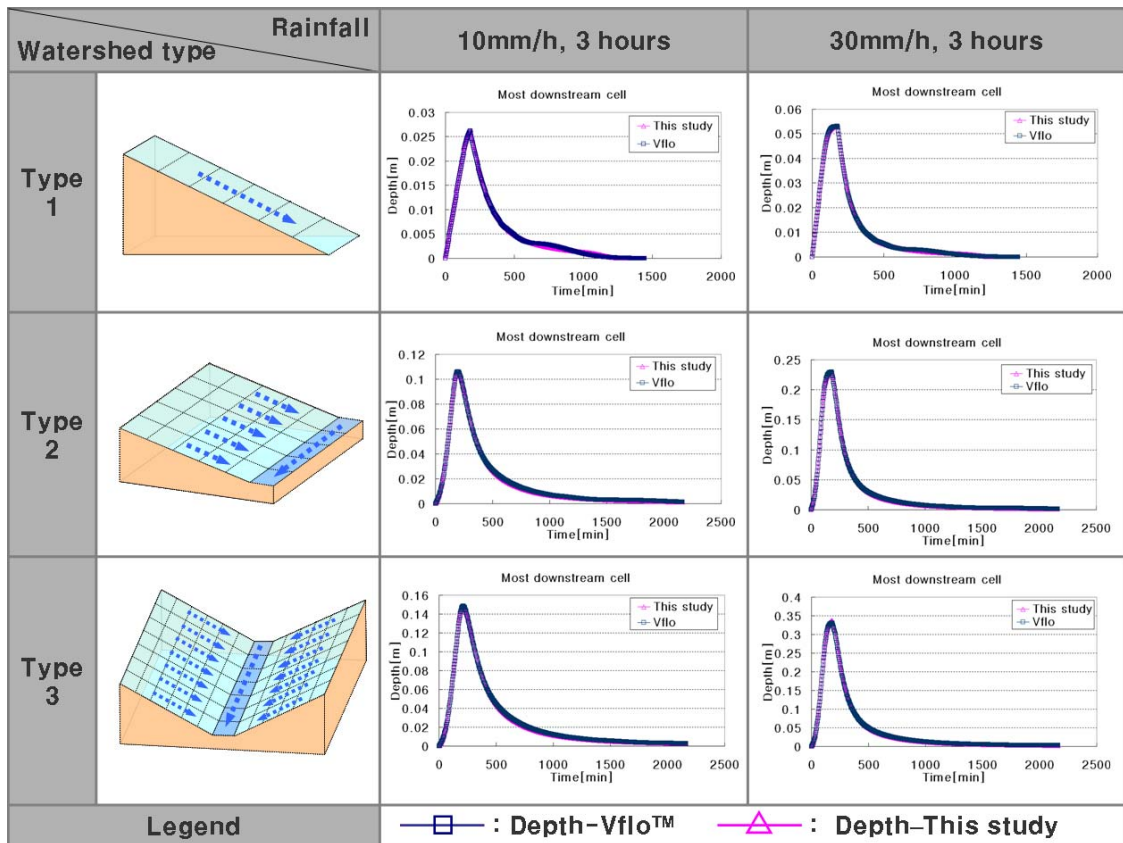 Rainfall
Watershed type
10mm/h, 3 hours
30mm/h, 3 hours
Type
1
Most downstream cell
This study
Vflo
Depth[m]
0.03
0.025
0.02
0.015
0.01
0.005
0
0 500 1000 1500 2000
Time[min]
Most downstream cell
This study
Vflo
Depth[m]
0.06
0.05
0.04
0.03
0.02
0.01
0
0 500 1000 1500 2000
Time[min]
Type
2
Most downstream cell
This study
Vflo
Depth[m]
0.12
0.1
0.08
0.06
0.04
0.02
0
0 500 1000 1500 2000 2500
Time[min]
Most downstream cell
This study
Vflo
Depth[m]
0.25
0.2
0.15
0.1
0.05
0
0 500 1000 1500 2000 2500
Time[min]
Type
3
Most downstream cell
This study
Vflo
Depth[m]
0.16
0.14
0.12
0.1
0.08
0.06
0.04
0.02
0
0 500 1000 1500 2000 2500
Time[min]
Most downstream cell
This study
Vflo
Depth[m]
0.4
0.35
0.3
0.25
0.2
0.15
0.1
0.05
0
0 500 1000 1500 2000 2500
Time[min]
Legend
: Depth-Vflo™
: Depth–This study